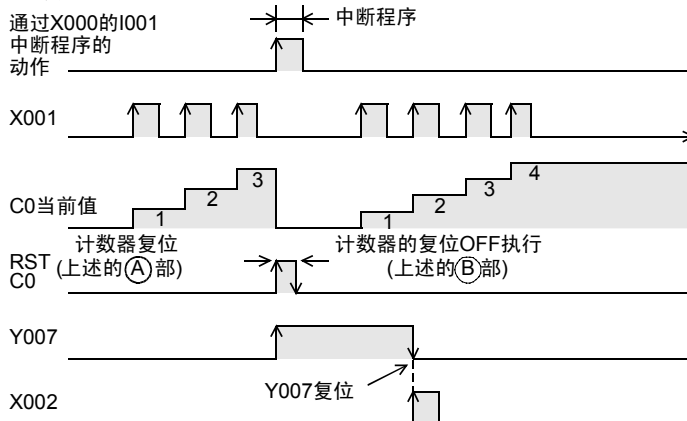 通过X000的I001
中断程序的
动作
中断程序
X001
C0当前值
1
2
3
1
2
3
4
计数器复位
(上述的Ⓐ部)
计数器的复位OFF执行
(上述的Ⓑ部)
RST
C0
Y007
Y007复位
X002